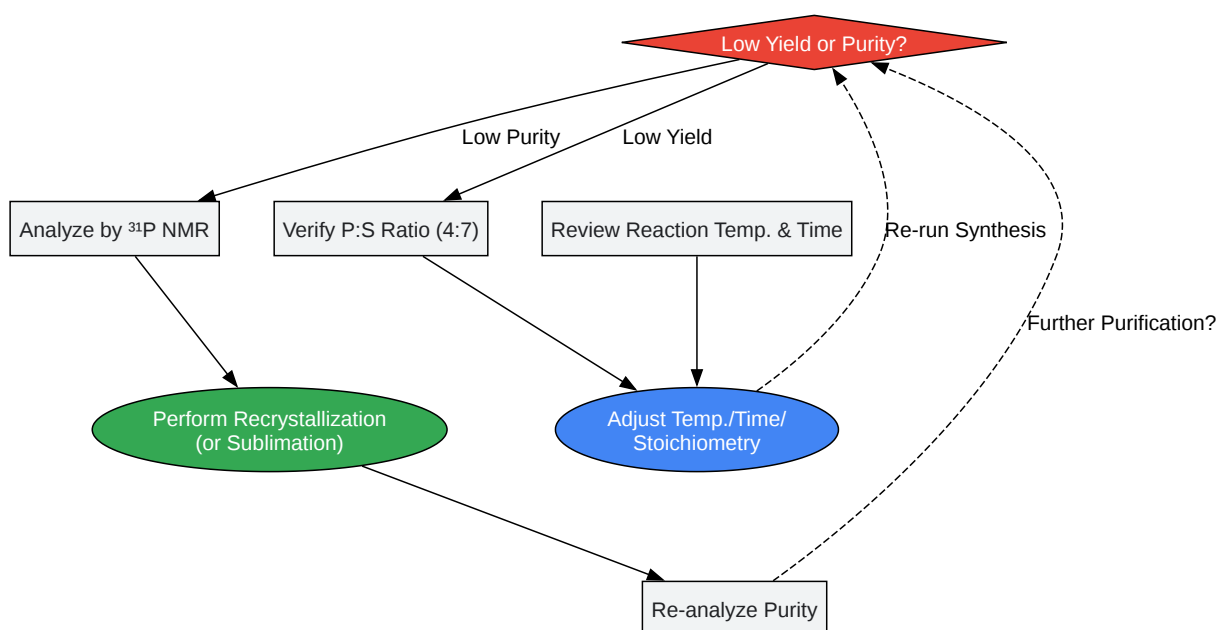 Low Yield or Purity?
Low Purity
Low Yield
Analyze by ³¹P NMR
Verify P:S Ratio (4:7)
Review Reaction Temp. & Time
Re-run Synthesis
Further Purification?
Perform Recrystallization
(or Sublimation)
Adjust Temp./Time/
Stoichiometry
Re-analyze Purity